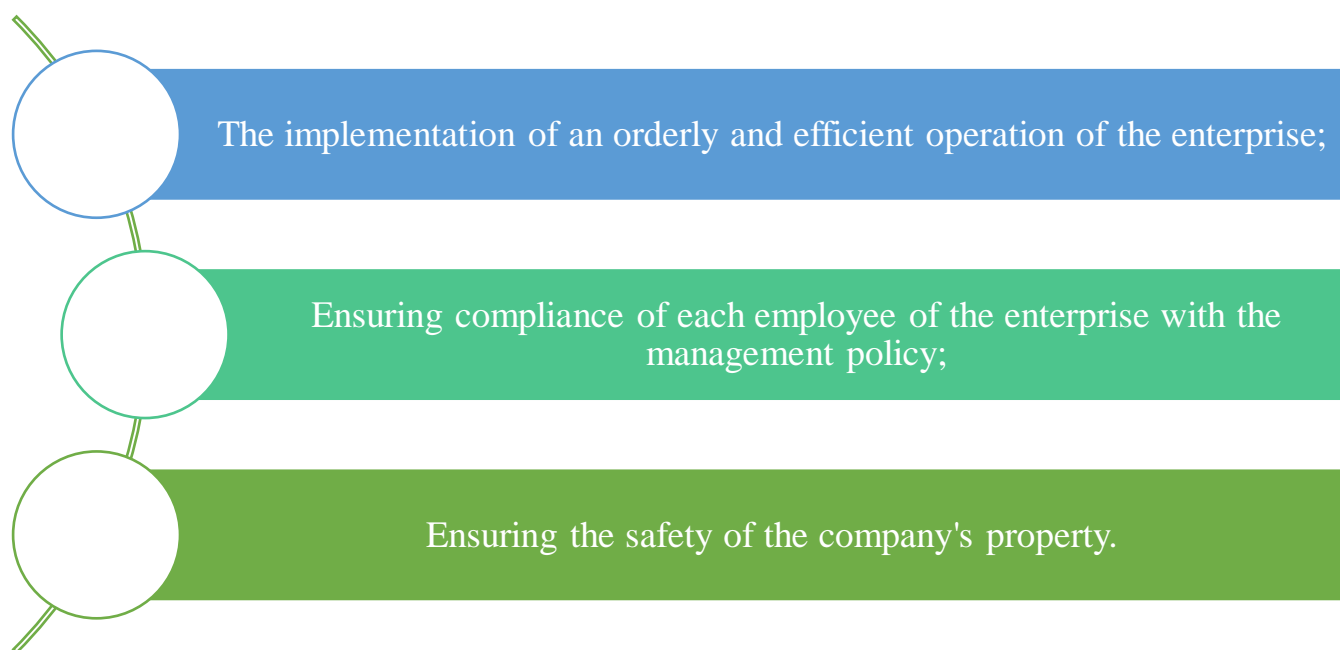 The implementation of an orderly and efficient operation of the enterprise;
Ensuring compliance of each employee of the enterprise with the
management policy;
Ensuring the safety of the company's property.